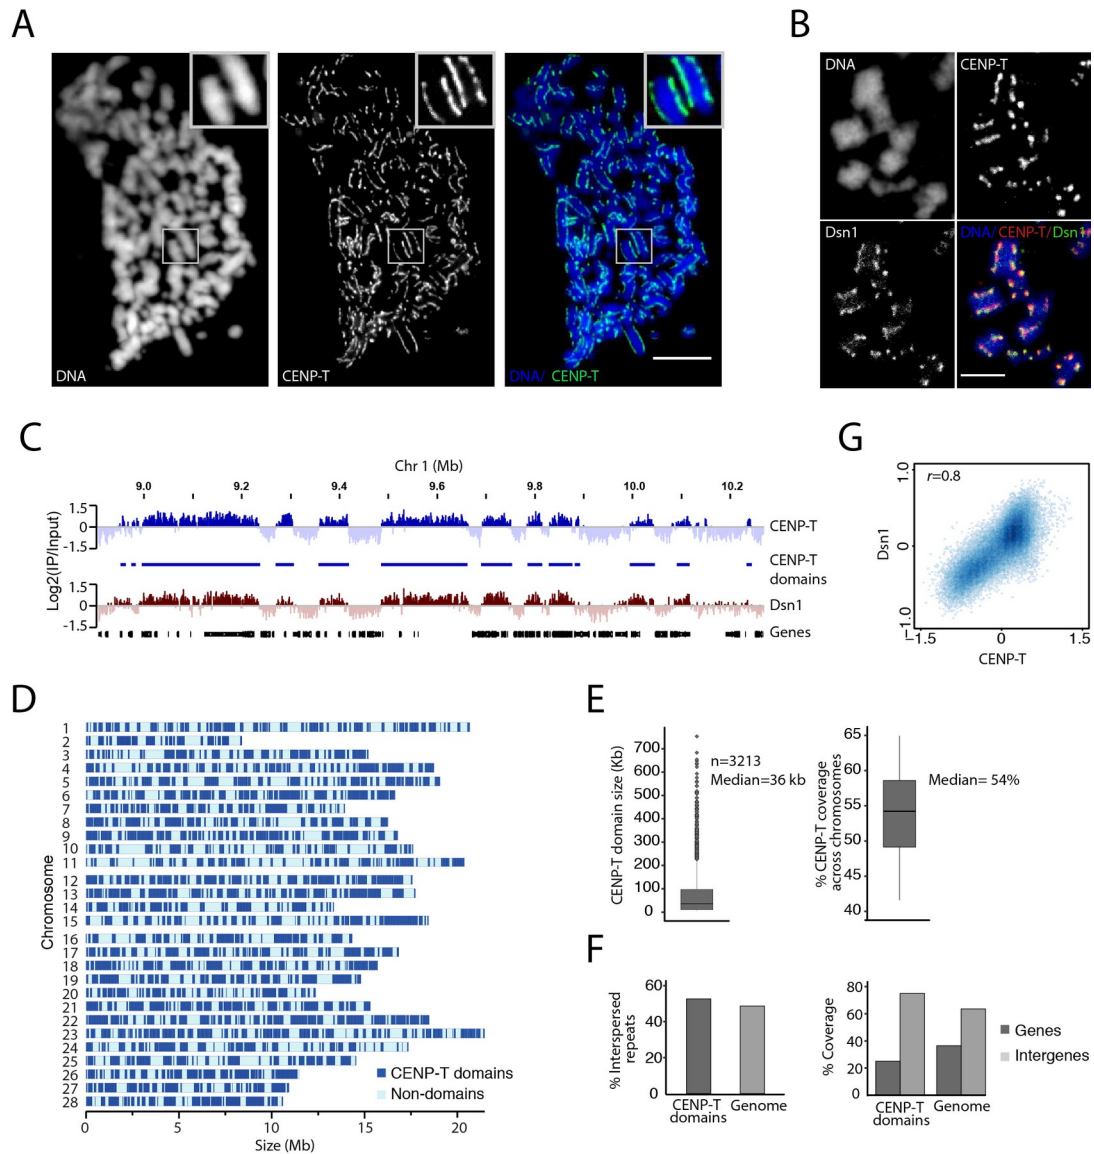 A
B
DNA
CENP-T
DNA/ CENP-T
DNA
CENP-T
Dsn1
DNA/ CENP-T/ Dsn1
C
Chr 1 (Mb)
9.0 9.2 9.4 9.6 9.8 10.0 10.2
Log2(IP/Input)
1.5
0
-1.5
CENP-T
CENP-T
domains
1.5
0
-1.5
Dsn1
Genes
G
r=0.8
Dsn1
1.0
0
−1.0
−1.5 0 1.5
CENP-T
D
Chromosome
1
2
3
4
5
6
7
8
9
10
11
12
13
14
15
16
17
18
19
20
21
22
23
24
25
26
27
28
CENP-T domains
Non-domains
0 5 10 15 20
Size (Mb)
E
CENP-T domain size (Kb)
700
600
500
400
300
200
100
0
n=3213
Median=36 kb
% CENP-T coverage
across chromosomes
65
60
55
50
45
40
Median= 54%
F
% Interspersed
repeats
60
40
20
0
CENP-T
domains
Genome
% Coverage
80
60
40
20
0
CENP-T
domains
Genome
Genes
Intergenes